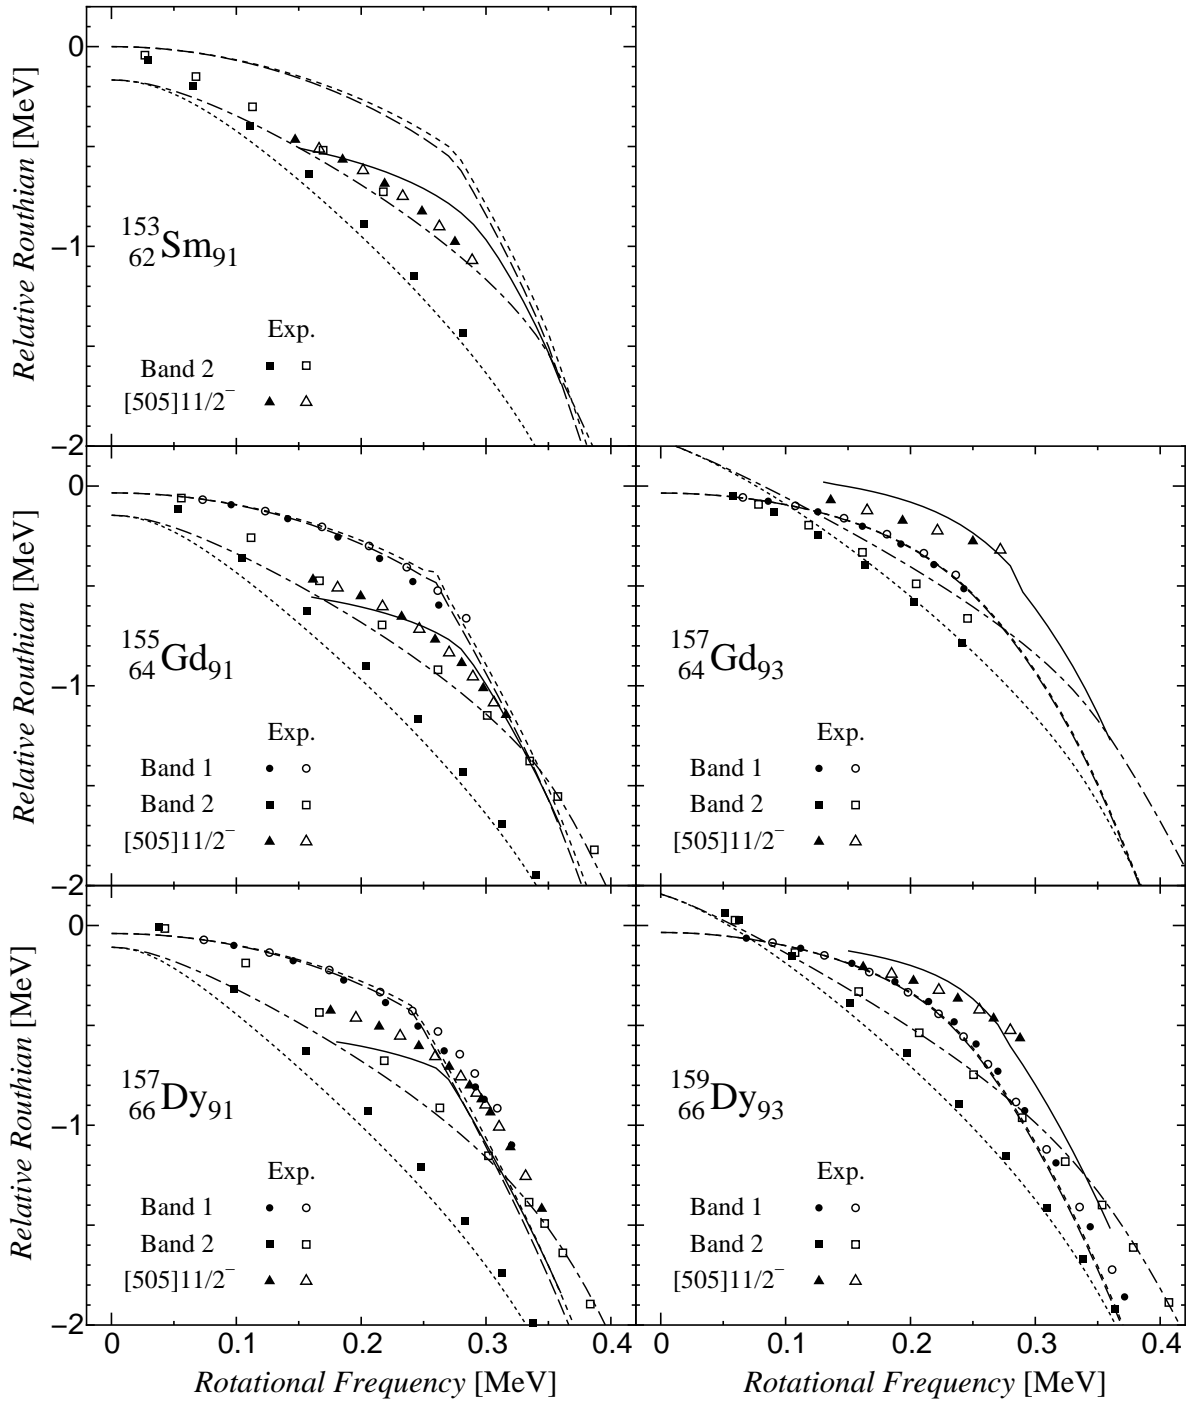 0
−1
−2
Relative Routhian [MeV]
153
62Sm91
Exp.
Band 2
[505]11/2−
0
−1
−2
Relative Routhian [MeV]
155
64Gd91
Exp.
Band 1
Band 2
[505]11/2−
157
64Gd93
Exp.
Band 1
Band 2
[505]11/2−
0
−1
−2
Relative Routhian [MeV]
157
66Dy91
Exp.
Band 1
Band 2
[505]11/2−
159
66Dy93
Exp.
Band 1
Band 2
[505]11/2−
0 0.1 0.2 0.3 0.4
0 0.1 0.2 0.3 0.4
Rotational Frequency [MeV]
Rotational Frequency [MeV]